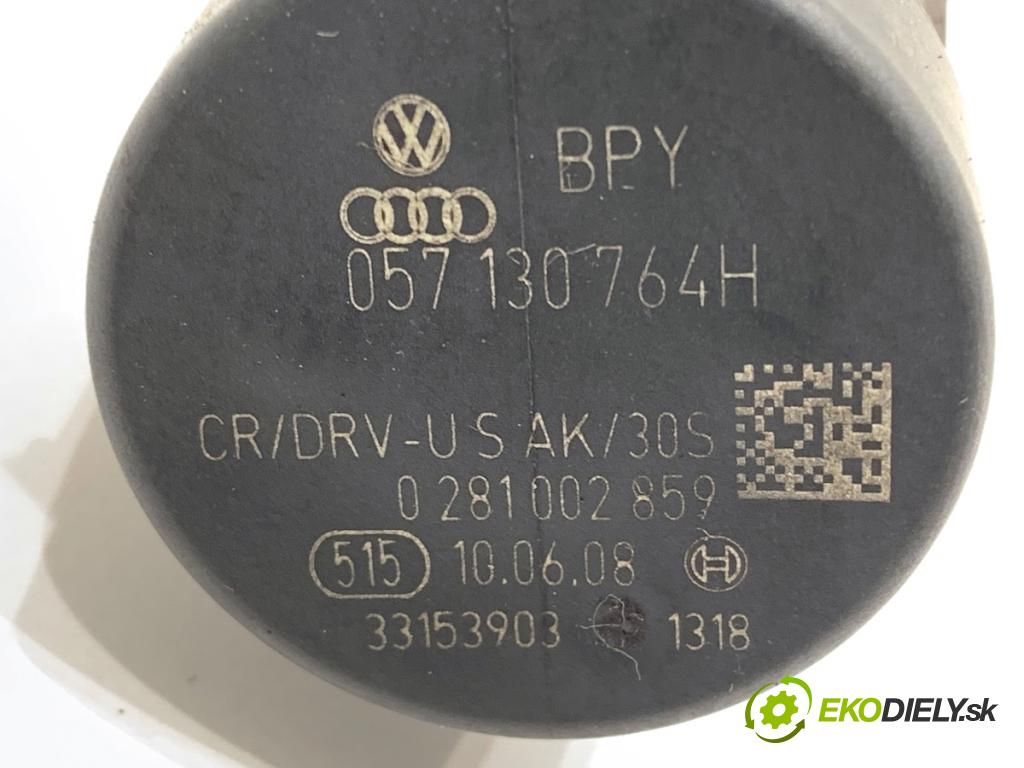 VW
BPY
057 130 764H
CR/DRV-U S AK/30S
0 281 002 859
515 10.06.08
33153903 1318
EKODIELY.sk